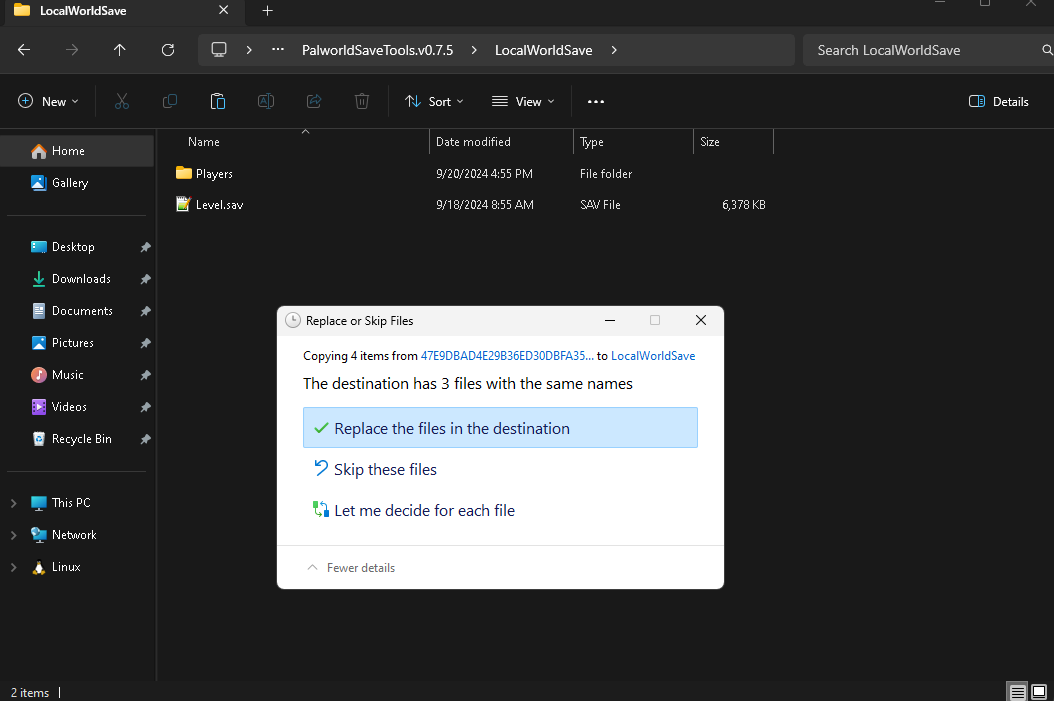 LocalWorldSave
PalworldSaveTools.v0.7.5 LocalWorldSave
Search LocalWorldSave
New Sort View Details
Name Date modified Type Size
Home
Gallery
Desktop
Downloads
Documents
Pictures
Music
Videos
Recycle Bin
This PC
Network
Linux
Players 9/20/2024 4:55 PM File folder
Level.sav 9/18/2024 8:55 AM SAV File 6,378 KB
Replace or Skip Files
Copying 4 items from 47E9DBAD4E29B36ED30DBFA35... to LocalWorldSave
The destination has 3 files with the same names
Replace the files in the destination
Skip these files
Let me decide for each file
Fewer details
2 items